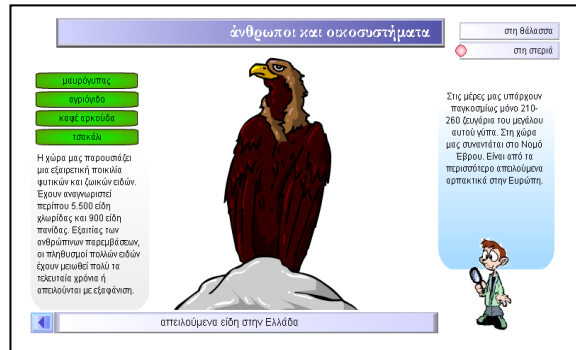 άνθρωποι και οικοσυστήματα
στη θάλασσα
στη στεριά
μαυρόγυπας
αγριόγιδο
καφέ αρκούδα
τσακάλι
Η χώρα μας παρουσιάζει
μια εξαιρετική ποικιλία
φυτικών και ζωικών ειδών.
Έχουν αναγνωριστεί
περίπου 5.500 είδη
χλωρίδας και 900 είδη
πανίδας. Εξαιτίας των
ανθρώπινων παρεμβάσεων,
οι πληθυσμοί πολλών ειδών
έχουν μειωθεί πολύ τα
τελευταία χρόνια ή
απειλούνται με εξαφάνιση.
Στις μέρες μας υπάρχουν
παγκοσμίως μόνο 210-
260 ζευγάρια του μεγάλου
αυτού γύπα. Στη χώρα
μας συναντάται στο Νομό
Έβρου. Είναι από τα
περισσότερο απειλούμενα
αρπακτικά στην Ευρώπη.
απειλούμενα είδη στην Ελλάδα